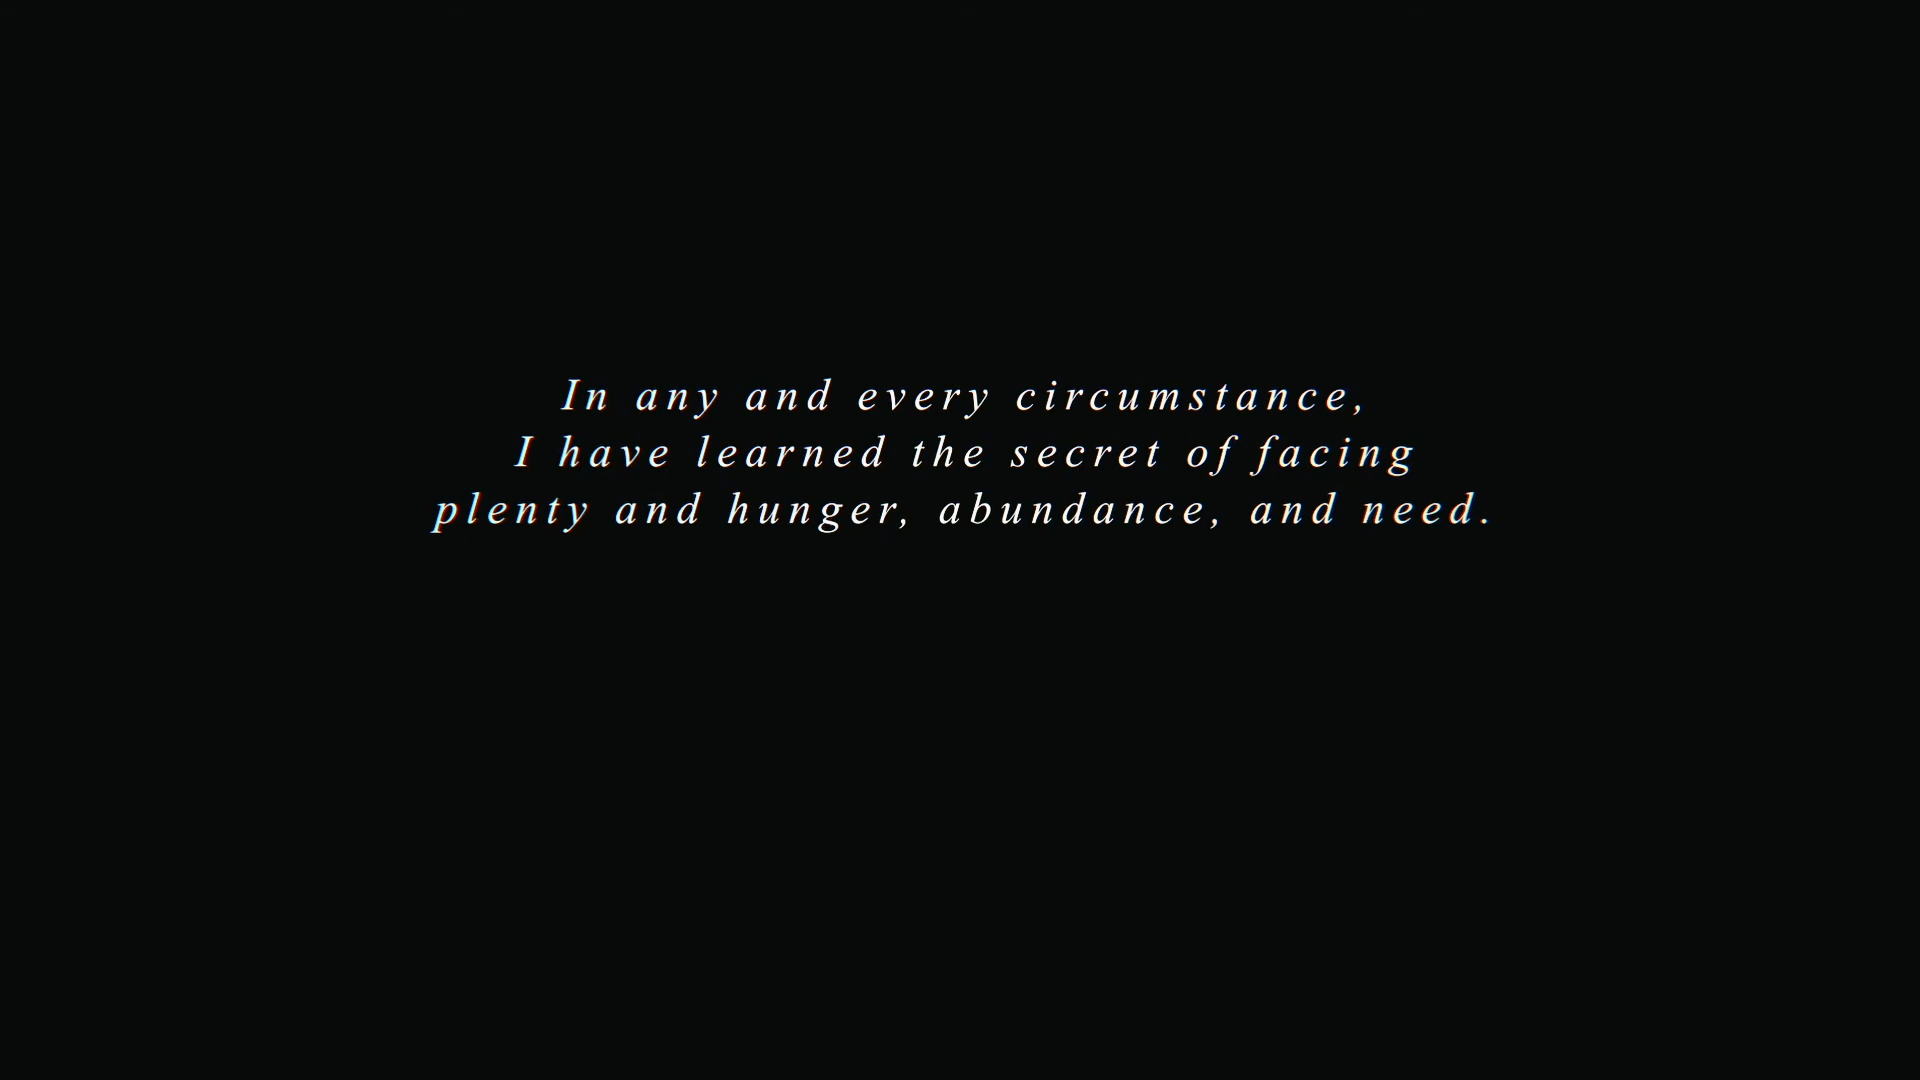 In any and every circumstance,
I have learned the secret of facing
plenty and hunger, abundance, and need.